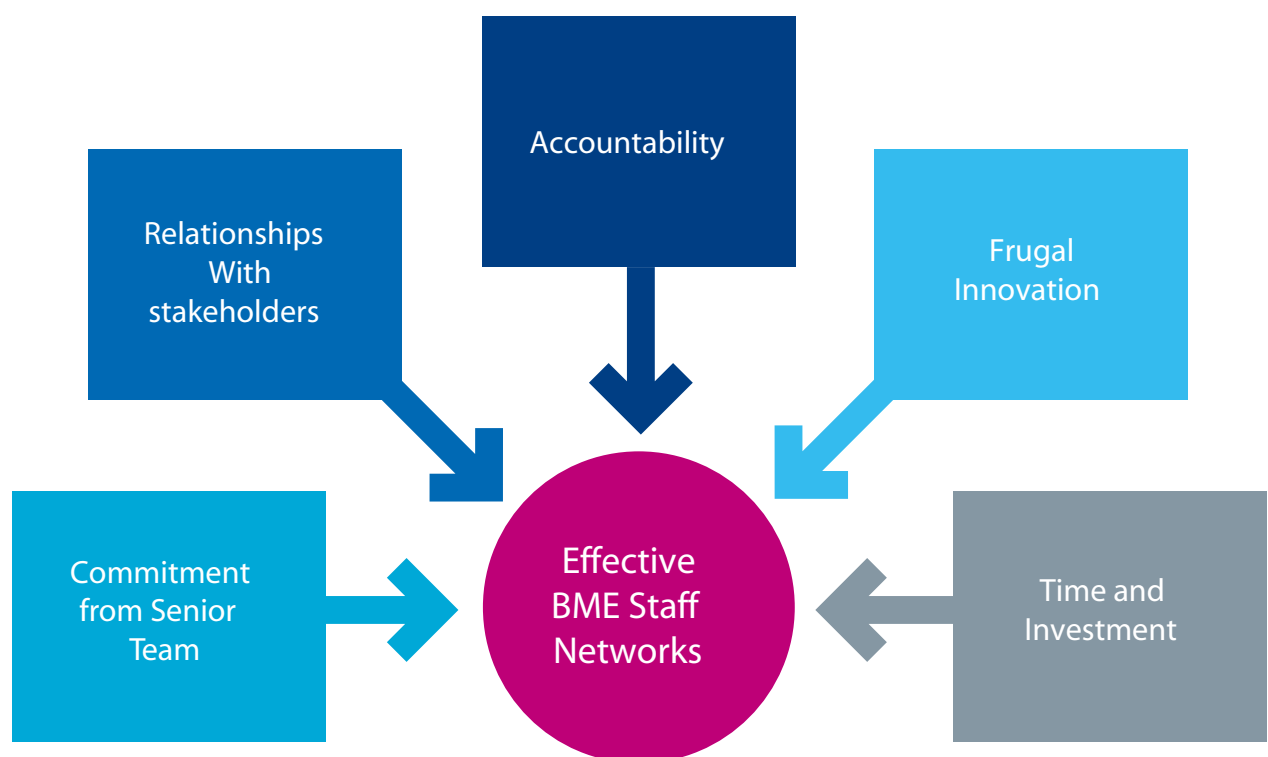 Accountability
Relationships
With
stakeholders
Frugal
Innovation
Commitment
from Senior
Team
Effective
BME Staff
Networks
Time and
Investment